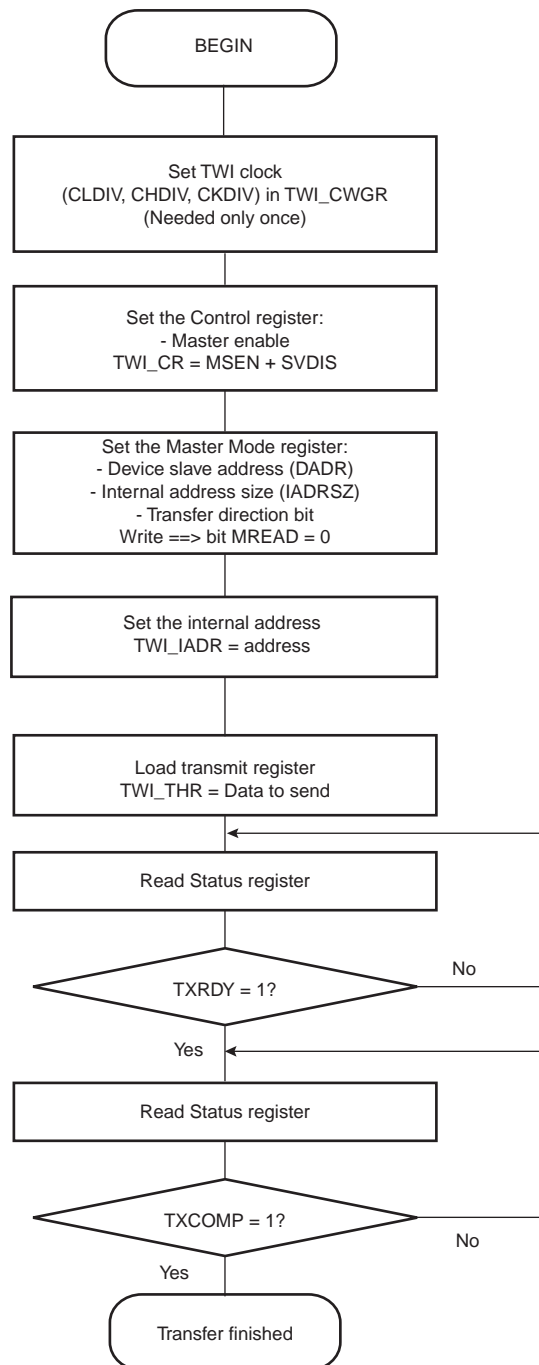 BEGIN
Set TWI clock
(CLDIV, CHDIV, CKDIV) in TWI_CWGR
(Needed only once)
Set the Control register:
- Master enable
TWI_CR = MSEN + SVDIS
Set the Master Mode register:
- Device slave address (DADR)
- Internal address size (IADRSZ)
- Transfer direction bit
Write ==> bit MREAD = 0
Set the internal address
TWI_IADR = address
Load transmit register
TWI_THR = Data to send
Read Status register
No
TXRDY = 1?
Yes
Read Status register
TXCOMP = 1?
No
Yes
Transfer finished